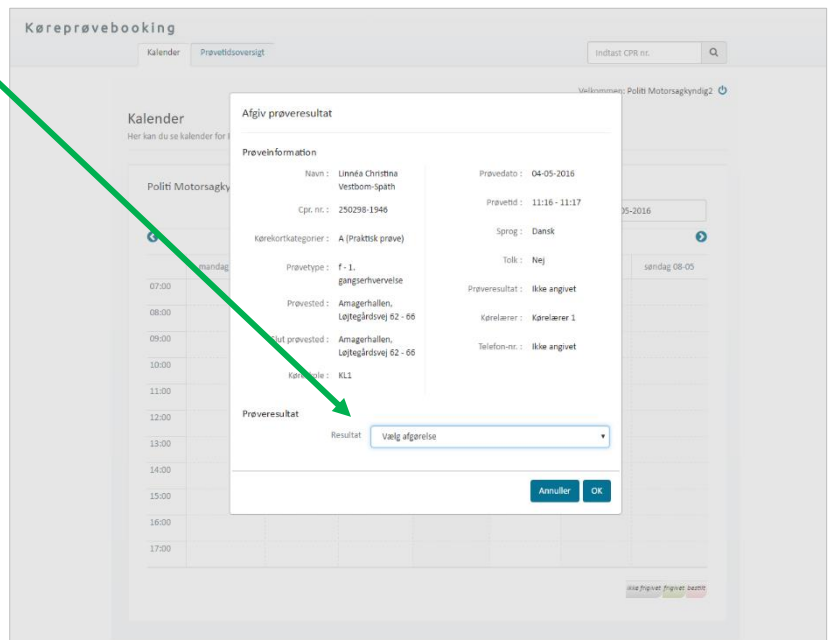 Køreprøvebooking
Kalender Prøvetidsoversigt Indtast CPR nr.
Velkommen: Politi Motorsagkyndig2
Kalender
Her kan du se kalender for
Politi Motorsagky
05-2016
mandag søndag 08-05
07:00
08:00
09:00
10:00
11:00
12:00
13:00
14:00
15:00
16:00
17:00
Afgiv prøveresultat
Prøveinformation
Navn : Linnéa Christina
Vestbom-Späth
Cpr. nr. : 250298-1946
Kørekortkategorier : A (Praktisk prøve)
Prøvetype : f - 1.
gangserhvervelse
Prøvested : Amagerhallen,
Løjtegårdsvej 62 - 66
Slut prøvested : Amagerhallen,
Løjtegårdsvej 62 - 66
KL1
Prøvedato : 04-05-2016
Prøvetid : 11:16 - 11:17
Sprog : Dansk
Tolk : Nej
Prøveresultat : Ikke angivet
Kørelærer : Kørelærer 1
Telefon-nr. : Ikke angivet
Prøveresultat
Resultat Vælg afgørelse
Annuller OK
ikke frigivet frigivet bestilt